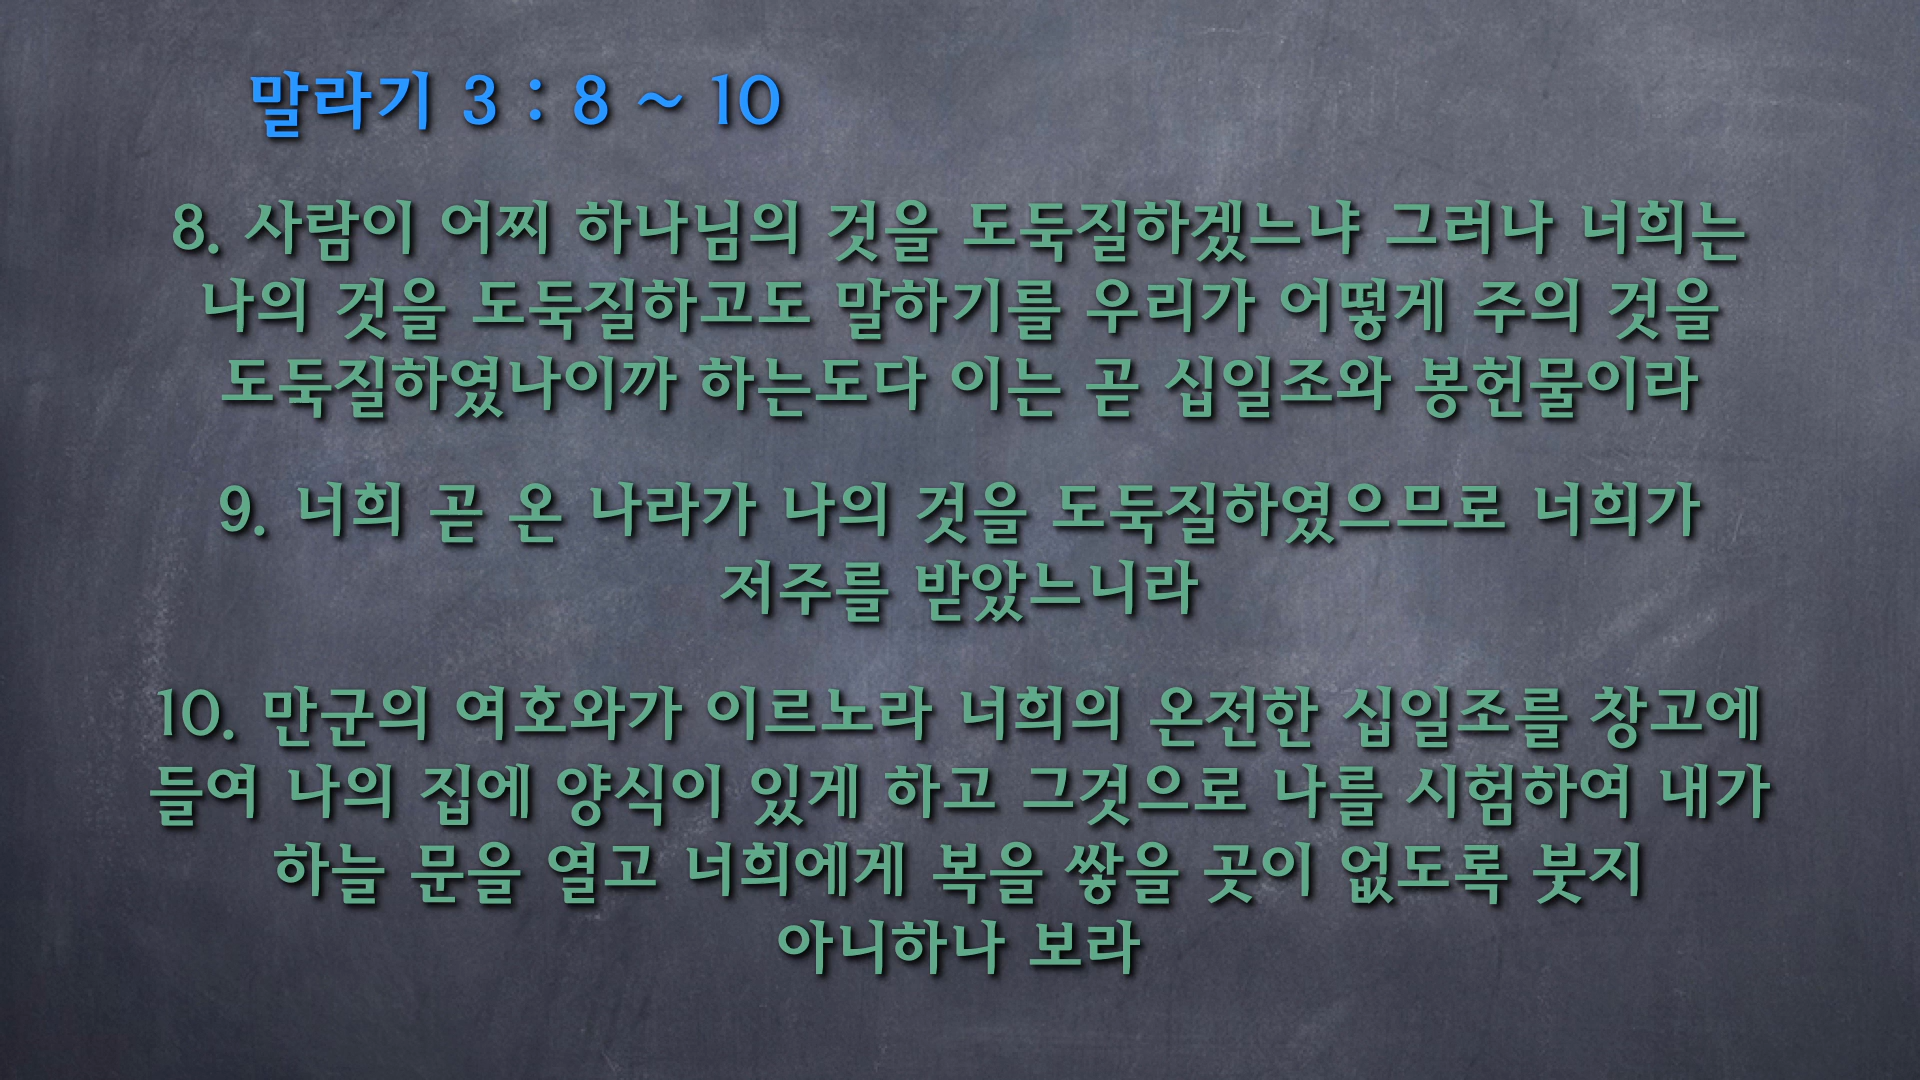 말라기 3 : 8 ~ 10
8. 사람이 어찌 하나님의 것을 도둑질하겠느냐 그러나 너희는
나의 것을 도둑질하고도 말하기를 우리가 어떻게 주의 것을
도둑질하였나이까 하는도다 이는 곧 십일조와 봉헌물이라
9. 너희 곧 온 나라가 나의 것을 도둑질하였으므로 너희가
저주를 받았느니라
10. 만군의 여호와가 이르노라 너희의 온전한 십일조를 창고에
들여 나의 집에 양식이 있게 하고 그것으로 나를 시험하여 내가
하늘 문을 열고 너희에게 복을 쌓을 곳이 없도록 붓지
아니하나 보라